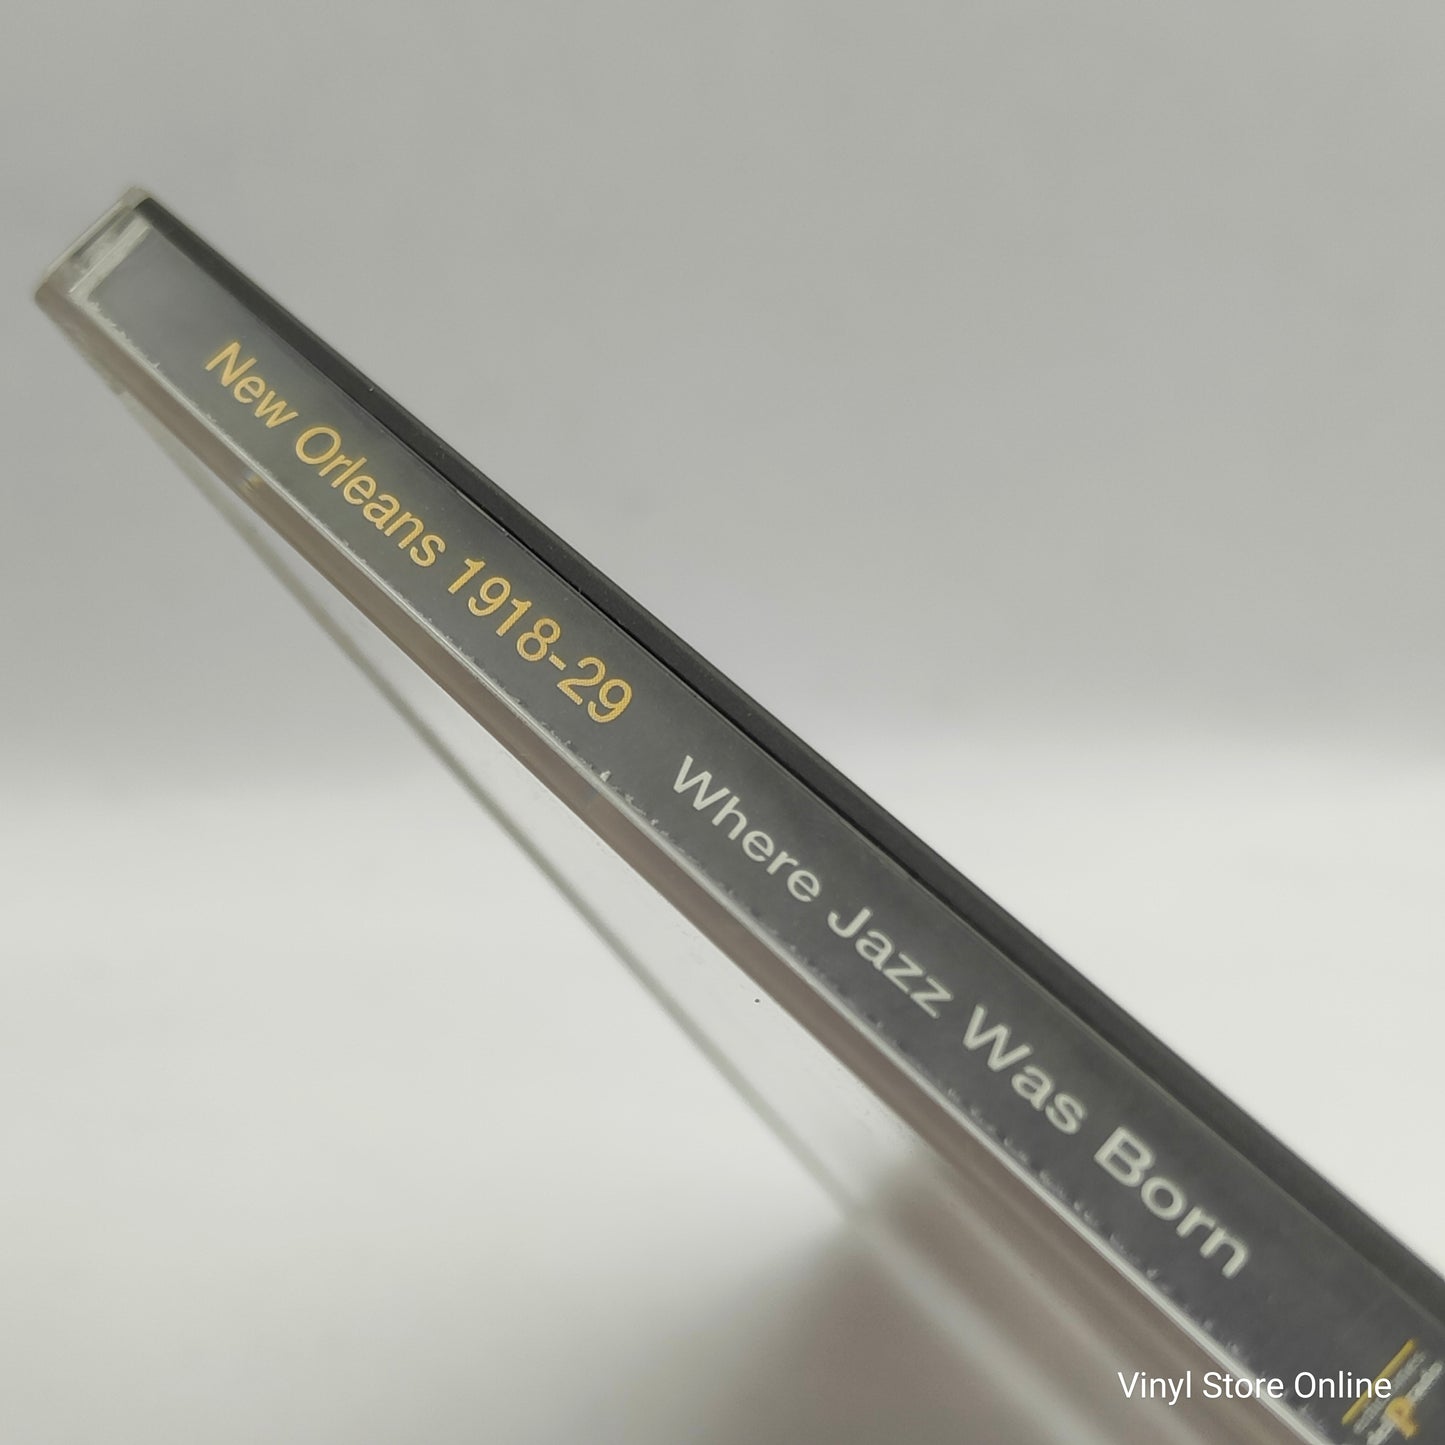 New Orleans 1918-29 Where Jazz Was Born
Vinyl Store Online